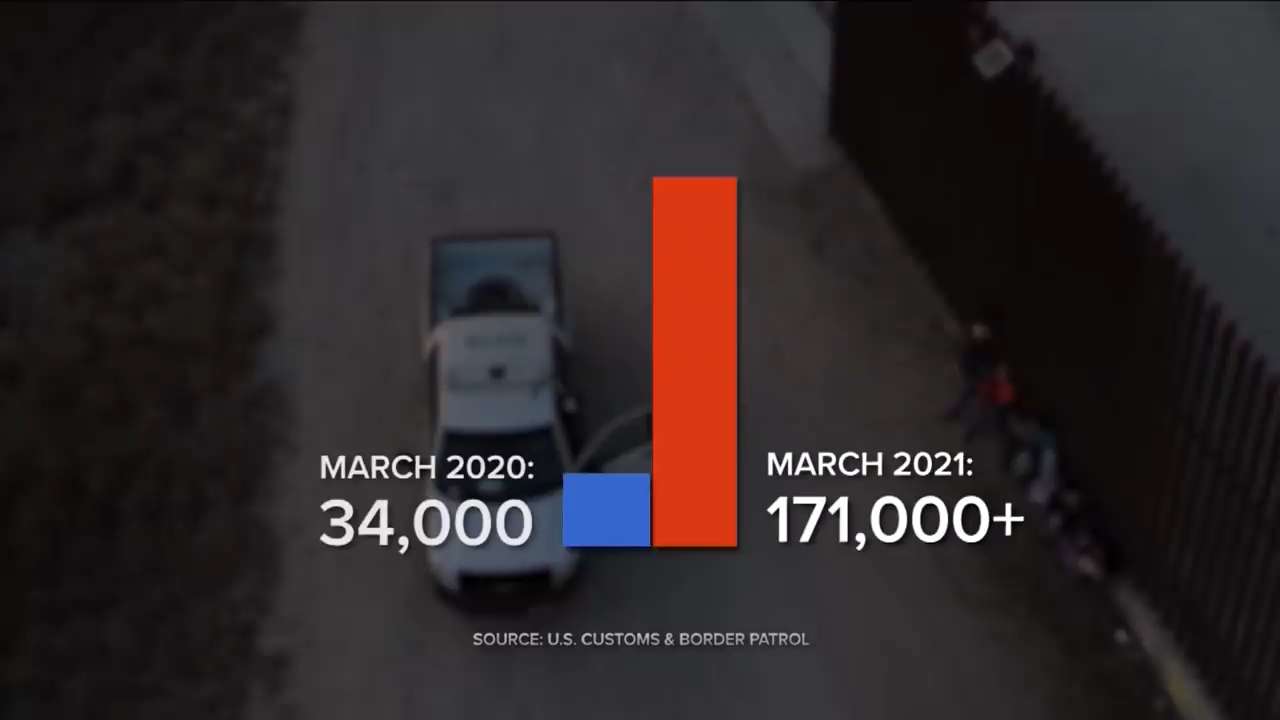 MARCH 2020:
34,000
MARCH 2021:
171,000+
SOURCE: U.S. CUSTOMS & BORDER PATROL